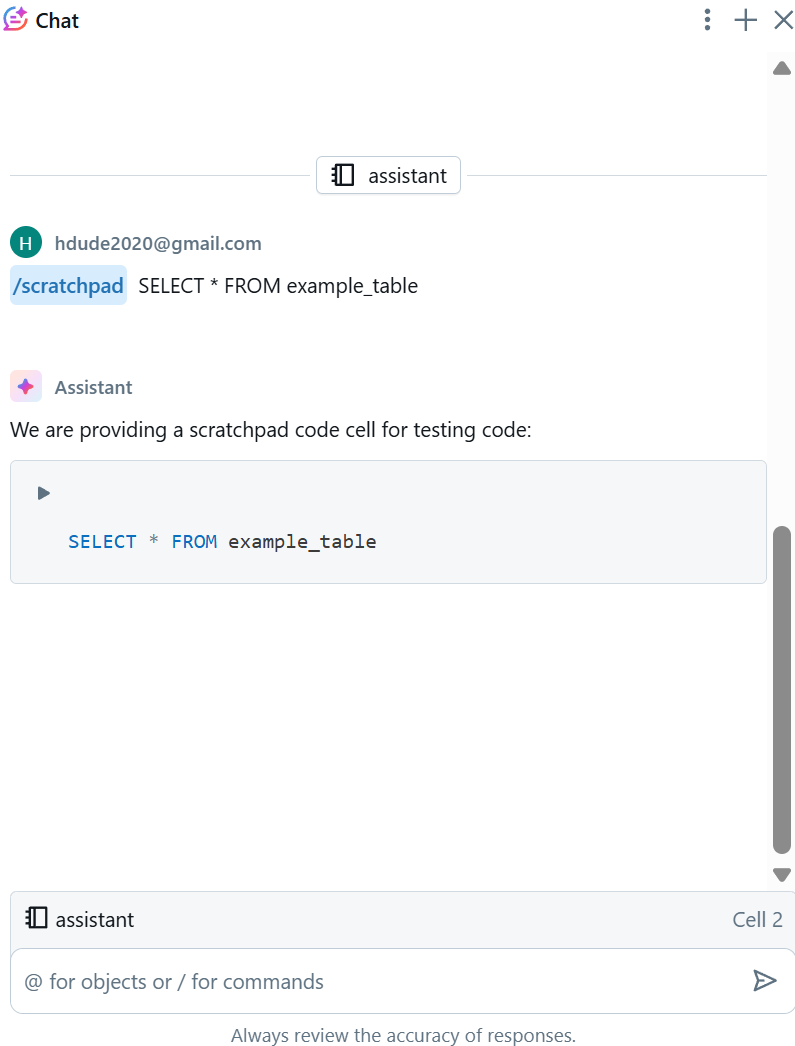 Chat
assistant
H hdude2020@gmail.com
/scratchpad SELECT * FROM example_table
Assistant
We are providing a scratchpad code cell for testing code:
SELECT * FROM example_table
assistant Cell 2
@ for objects or / for commands
Always review the accuracy of responses.